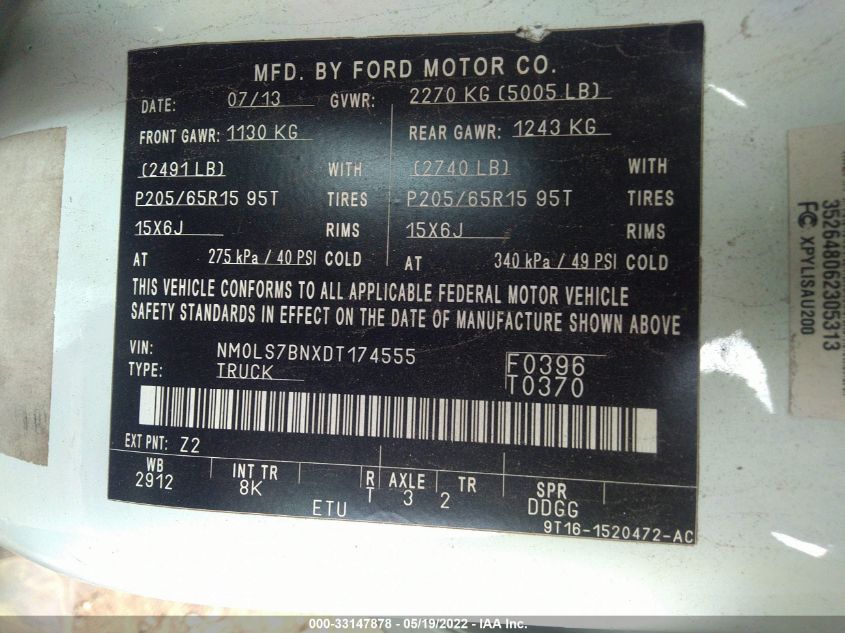 MFD. BY FORD MOTOR CO.
DATE: 07/13 GVWR: 2270 KG (5005 LB)
FRONT GAWR: 1130 KG REAR GAWR: 1243 KG
(2491 LB) WITH (2740 LB) WITH
P205/65R15 95T TIRES P205/65R15 95T TIRES
15X6J RIMS 15X6J RIMS
AT 275 kPa / 40 PSI COLD AT 340 kPa / 49 PSI COLD
THIS VEHICLE CONFORMS TO ALL APPLICABLE FEDERAL MOTOR VEHICLE
SAFETY STANDARDS IN EFFECT ON THE DATE OF MANUFACTURE SHOWN ABOVE
VIN: NM0LS7BNXDT174555 F0396
TYPE: TRUCK T0370
EXT PNT: Z2
WB INT TR R AXLE TR SPR
2912 8K T 3 2 DDGG
ETU 9T16-1520472-AC
352648062305313
FC XPYLISAU200
000-33147878 - 05/19/2022 - IAA Inc.